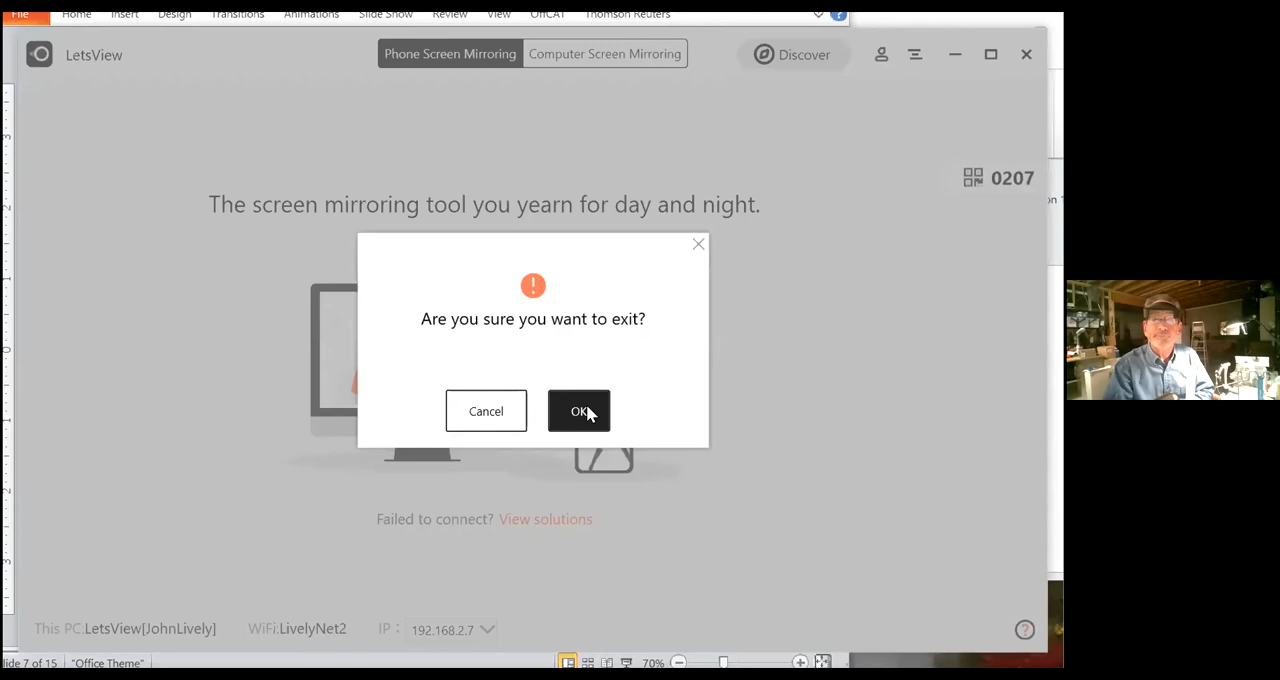 File Home Insert Design Transitions Animations Slide Show Review View OffCAT Thomson Reuters
LetsView
Phone Screen Mirroring
Computer Screen Mirroring
Discover
0207
The screen mirroring tool you yearn for day and night.
Are you sure you want to exit?
Cancel
OK
Failed to connect? View solutions
This PC:LetsView[JohnLively] WiFi:LivelyNet2 IP : 192.168.2.7
lide 7 of 15 "Office Theme" 70%